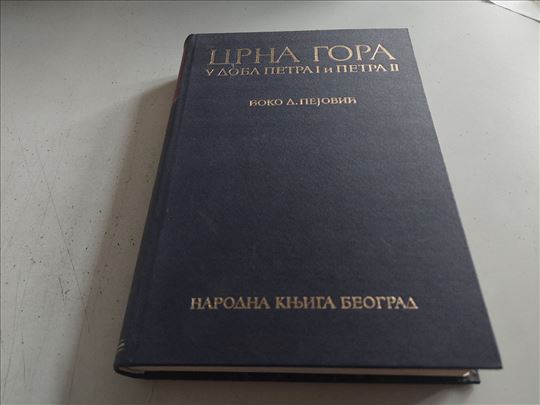 ЦРНА ГОРА
У ДОБА ПЕТРА I И ПЕТРА II
ЂОКО Д. ПЕЈОВИЋ
НАРОДНА КЊИГА БЕОГРАД